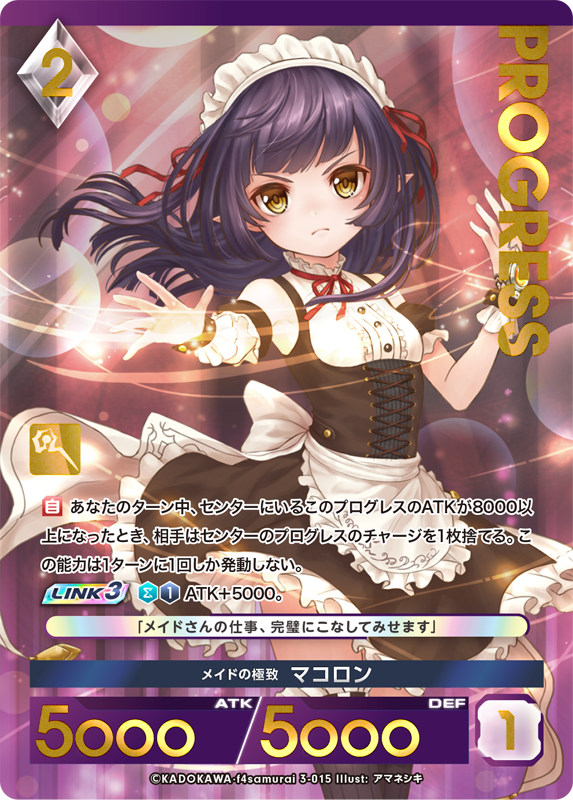 2
PROGRESS
自 あなたのターン中、センターにいるこのプログレスのATKが8000以
上になったとき、相手はセンターのプログレスのチャージを1枚捨てる。こ
の能力は1ターンに1回しか発動しない。
LINK 3 Σ 1 ATK+5000。
「メイドさんの仕事、完璧にこなしてみせます」
メイドの極致 マコロン
ATK DEF
5000 / 5000 1
©KADOKAWA·f4samurai 3-015 Illust: アマネシキ